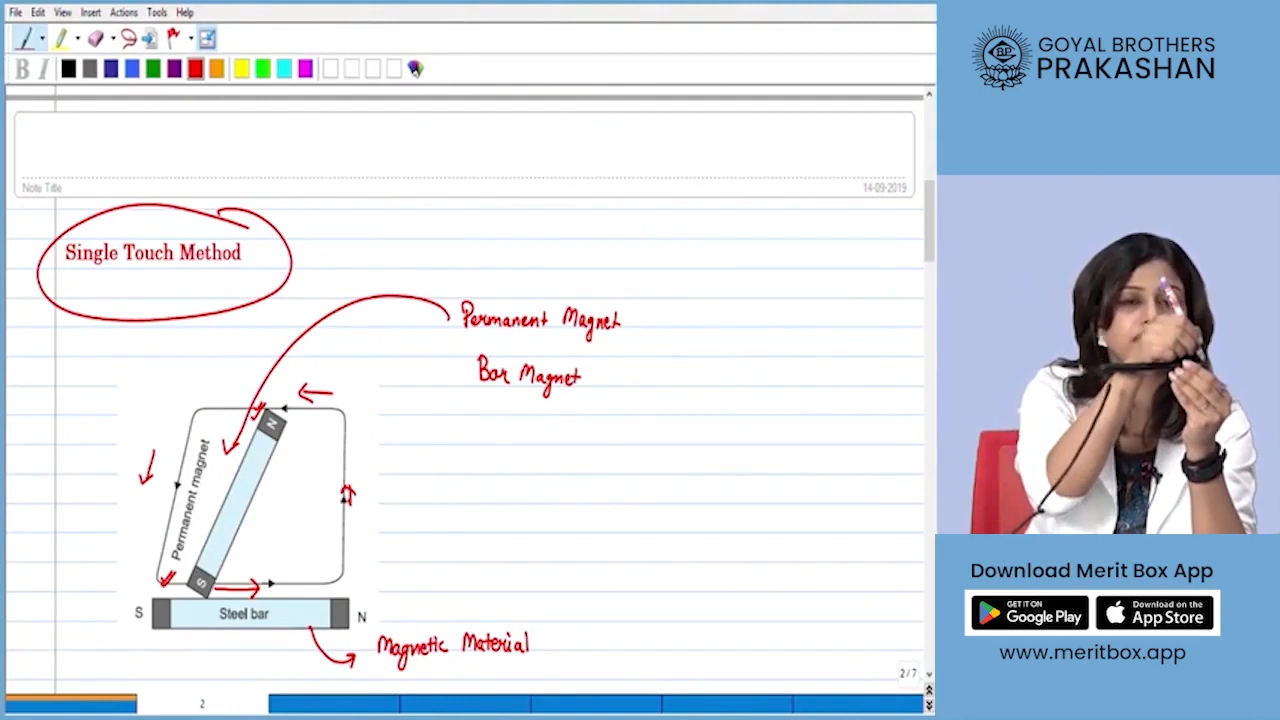 File Edit View Insert Actions Tools Help
B I
Note Title
14-09-2019
Single Touch Method
Permanent Magnet
Bar Magnet
N
Permanent magnet
S
S
Steel bar
N
Magnetic Material
2/7
2
GOYAL BROTHERS
PRAKASHAN
Download Merit Box App
GET IT ON
Google Play
Download on the
App Store
www.meritbox.app